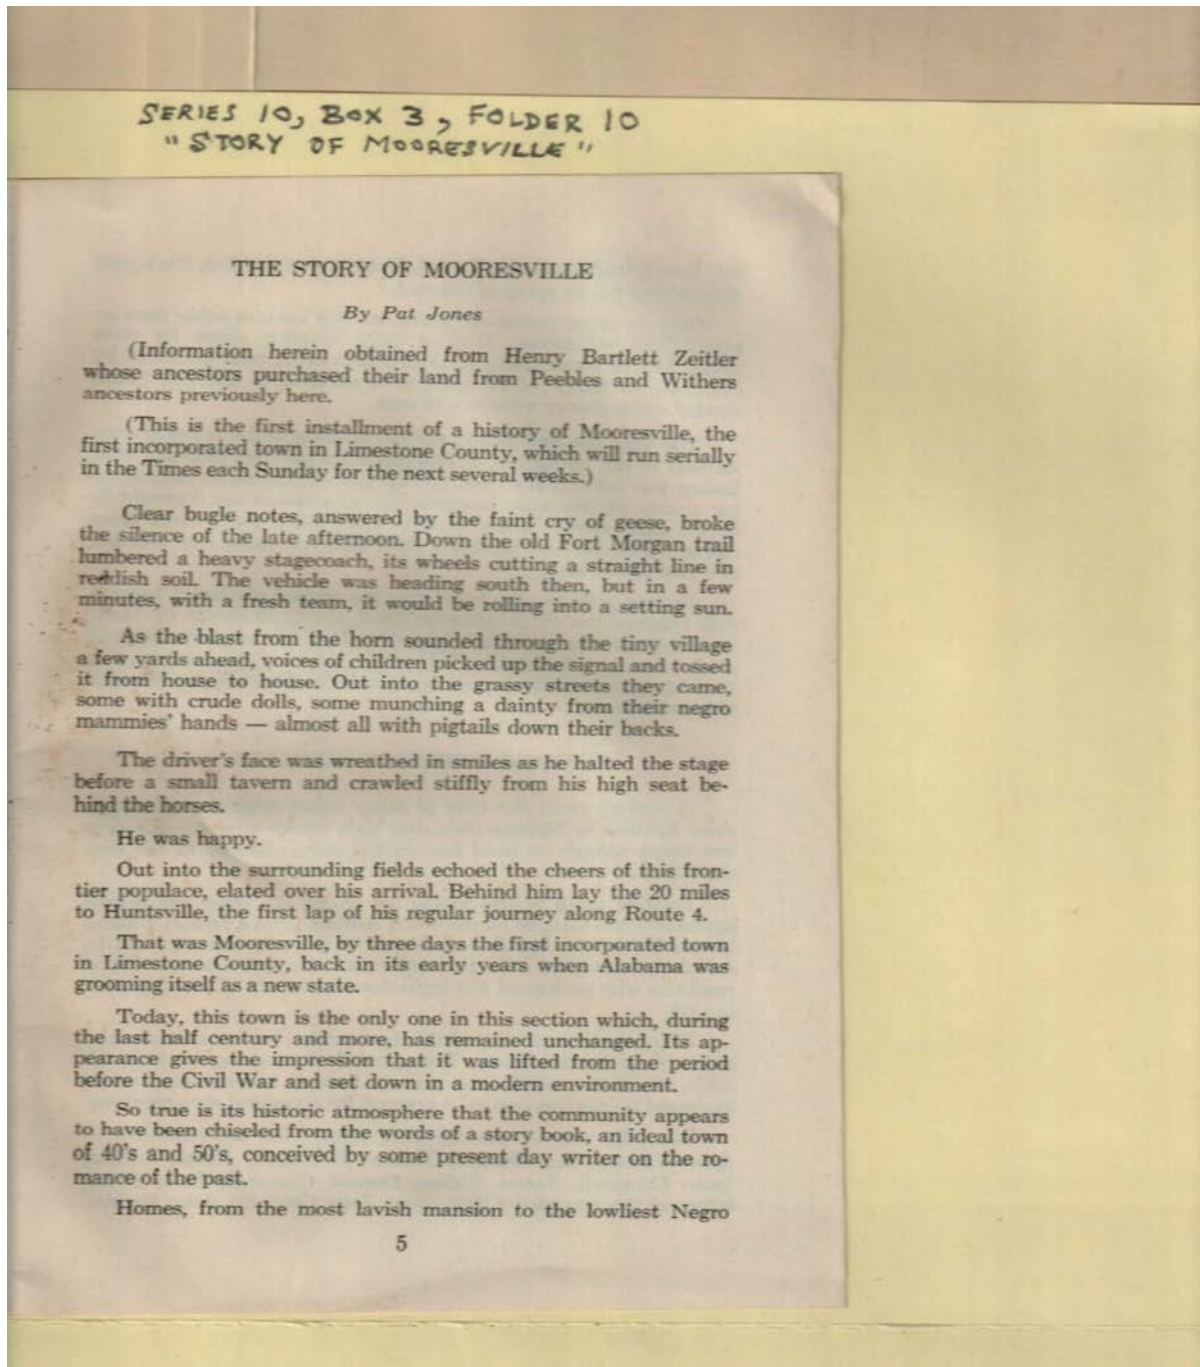 SERIES 10, BOX 3, FOLDER 10
"STORY OF MOORESVILLE"
THE STORY OF MOORESVILLE
By Pat Jones
(Information herein obtained from Henry Bartlett Zeitler
whose ancestors purchased their land from Peebles and Withers
ancestors previously here.
(This is the first installment of a history of Mooresville, the
first incorporated town in Limestone County, which will run serially
in the Times each Sunday for the next several weeks.)
Clear bugle notes, answered by the faint cry of geese, broke
the silence of the late afternoon. Down the old Fort Morgan trail
lumbered a heavy stagecoach, its wheels cutting a straight line in
reddish soil. The vehicle was heading south then, but in a few
minutes, with a fresh team, it would be rolling into a setting sun.
As the blast from the horn sounded through the tiny village
a few yards ahead, voices of children picked up the signal and tossed
it from house to house. Out into the grassy streets they came,
some with crude dolls, some munching a dainty from their negro
mammies' hands — almost all with pigtails down their backs.
The driver's face was wreathed in smiles as he halted the stage
before a small tavern and crawled stiffly from his high seat be-
hind the horses.
He was happy.
Out into the surrounding fields echoed the cheers of this fron-
tier populace, elated over his arrival. Behind him lay the 20 miles
to Huntsville, the first lap of his regular journey along Route 4.
That was Mooresville, by three days the first incorporated town
in Limestone County, back in its early years when Alabama was
grooming itself as a new state.
Today, this town is the only one in this section which, during
the last half century and more, has remained unchanged. Its ap-
pearance gives the impression that it was lifted from the period
before the Civil War and set down in a modern environment.
So true is its historic atmosphere that the community appears
to have been chiseled from the words of a story book, an ideal town
of 40's and 50's, conceived by some present day writer on the ro-
mance of the past.
Homes, from the most lavish mansion to the lowliest Negro
5